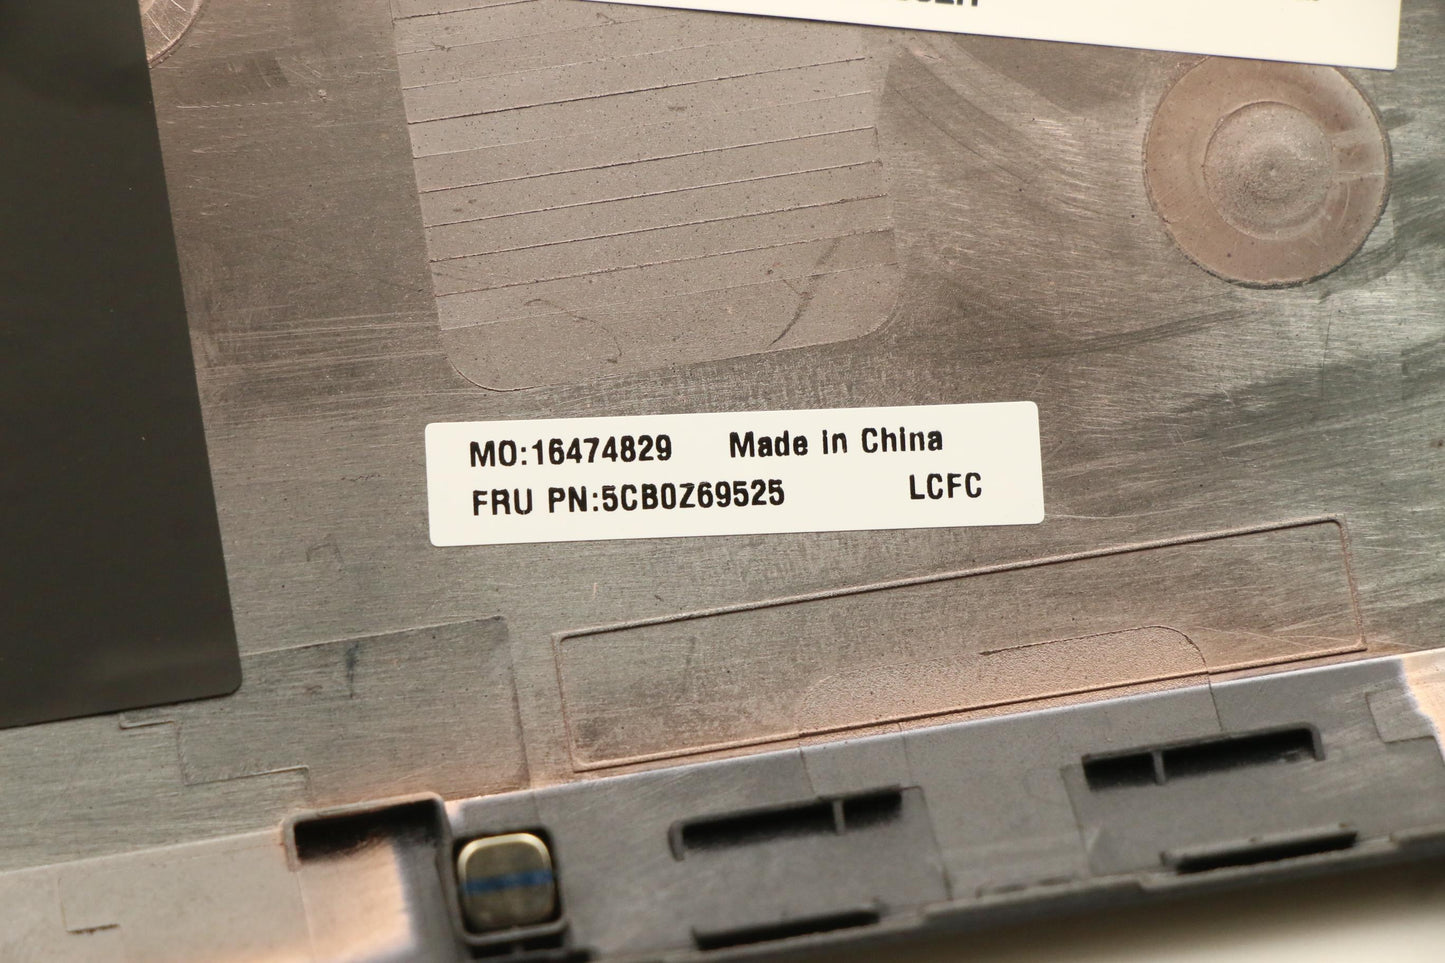 MO:16474829 Made in China
FRU PN:5CB0Z69525 LCFC